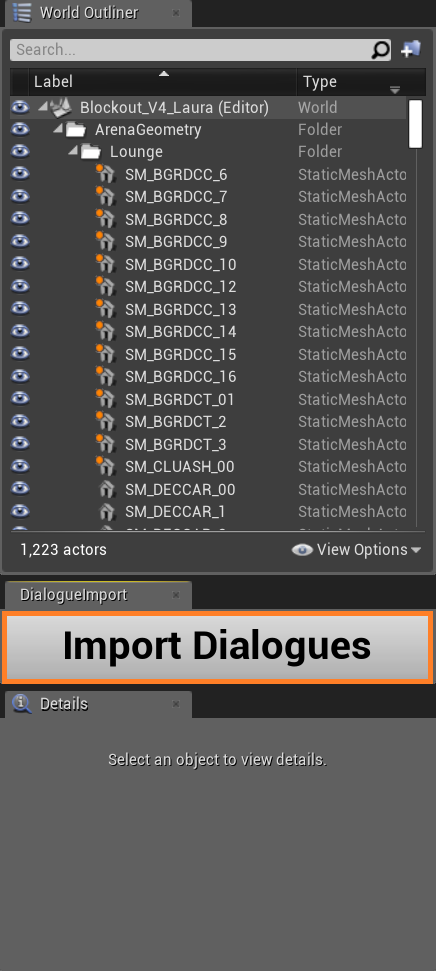 World Outliner
Search...
Label Type
Blockout_V4_Laura (Editor) World
ArenaGeometry Folder
Lounge Folder
SM_BGRDCC_6 StaticMeshActo
SM_BGRDCC_7 StaticMeshActo
SM_BGRDCC_8 StaticMeshActo
SM_BGRDCC_9 StaticMeshActo
SM_BGRDCC_10 StaticMeshActo
SM_BGRDCC_12 StaticMeshActo
SM_BGRDCC_13 StaticMeshActo
SM_BGRDCC_14 StaticMeshActo
SM_BGRDCC_15 StaticMeshActo
SM_BGRDCC_16 StaticMeshActo
SM_BGRDCT_01 StaticMeshActo
SM_BGRDCT_2 StaticMeshActo
SM_BGRDCT_3 StaticMeshActo
SM_CLUASH_00 StaticMeshActo
SM_DECCAR_00 StaticMeshActo
SM_DECCAR_1 StaticMeshActo
1,223 actors View Options
DialogueImport
Import Dialogues
Details
Select an object to view details.